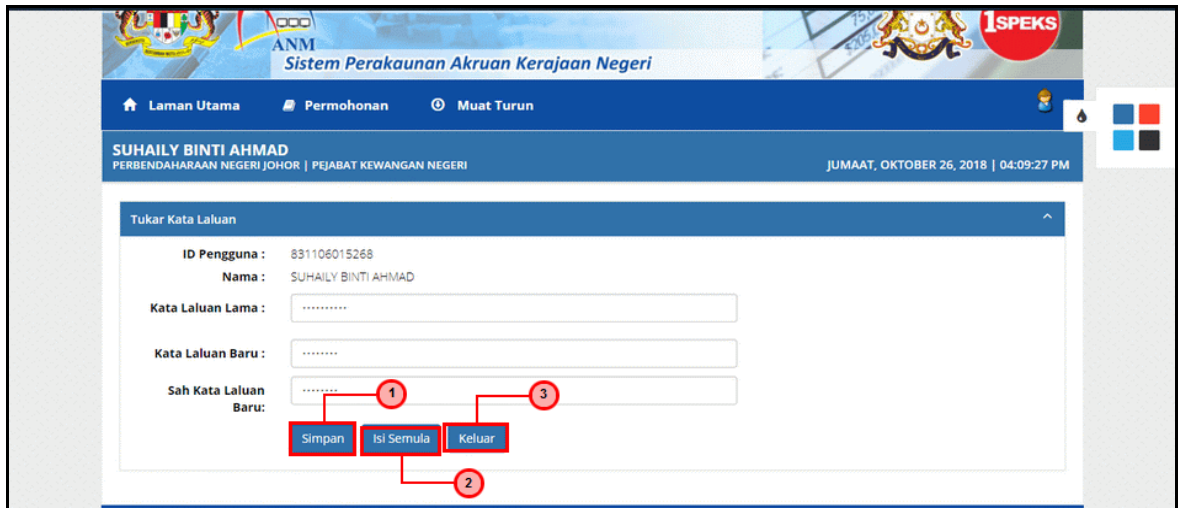 1SPEKS
ANM
Sistem Perakaunan Akruan Kerajaan Negeri
Laman Utama Permohonan Muat Turun
SUHAILY BINTI AHMAD
PERBENDAHARAAN NEGERI JOHOR | PEJABAT KEWANGAN NEGERI JUMAAT, OKTOBER 26, 2018 | 04:09:27 PM
Tukar Kata Laluan
ID Pengguna : 831106015268
Nama : SUHAILY BINTI AHMAD
Kata Laluan Lama : ··········
Kata Laluan Baru : ········
Sah Kata Laluan ········
Baru:
1 3
Simpan Isi Semula Keluar
2